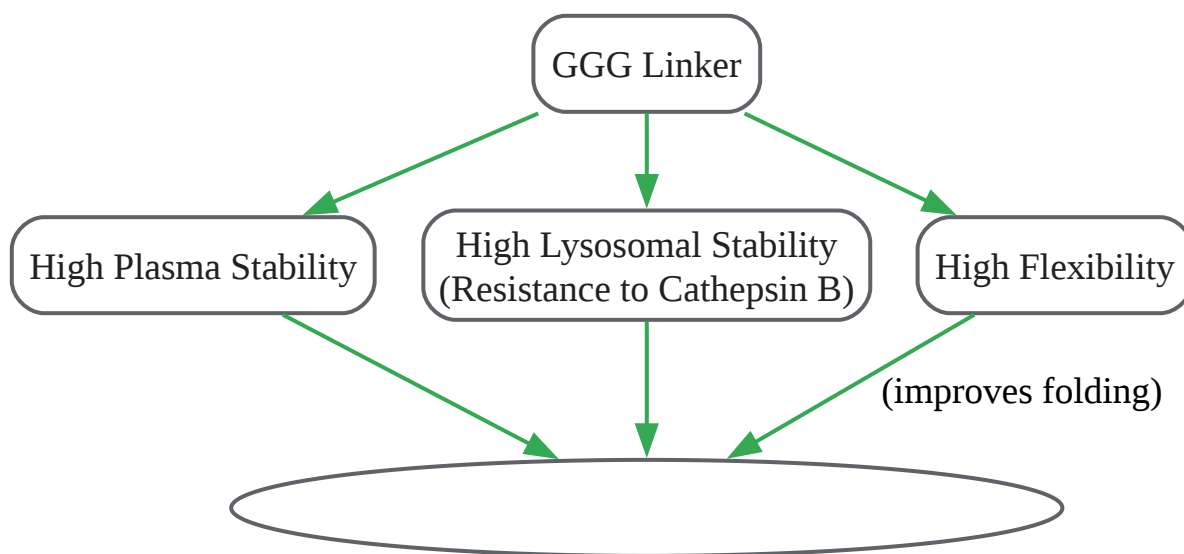 GGG Linker
High Plasma Stability
High Lysosomal Stability
(Resistance to Cathepsin B)
High Flexibility
(improves folding)